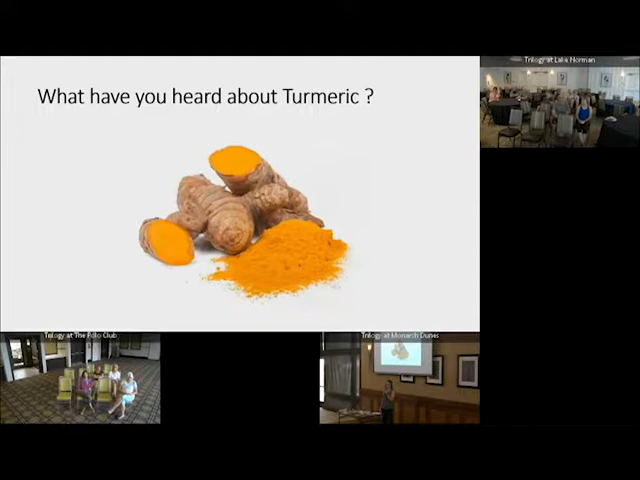 Trilogy at Lake Norman
What have you heard about Turmeric ?
Trilogy at The Polo Club
Trilogy at Monarch Dunes